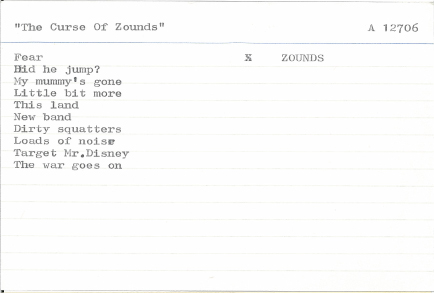 "The Curse Of Zounds" A 12706
Fear X ZOUNDS
Did he jump?
My mummy's gone
Little bit more
This land
New band
Dirty squatters
Loads of noise
Target Mr.Disney
The war goes on